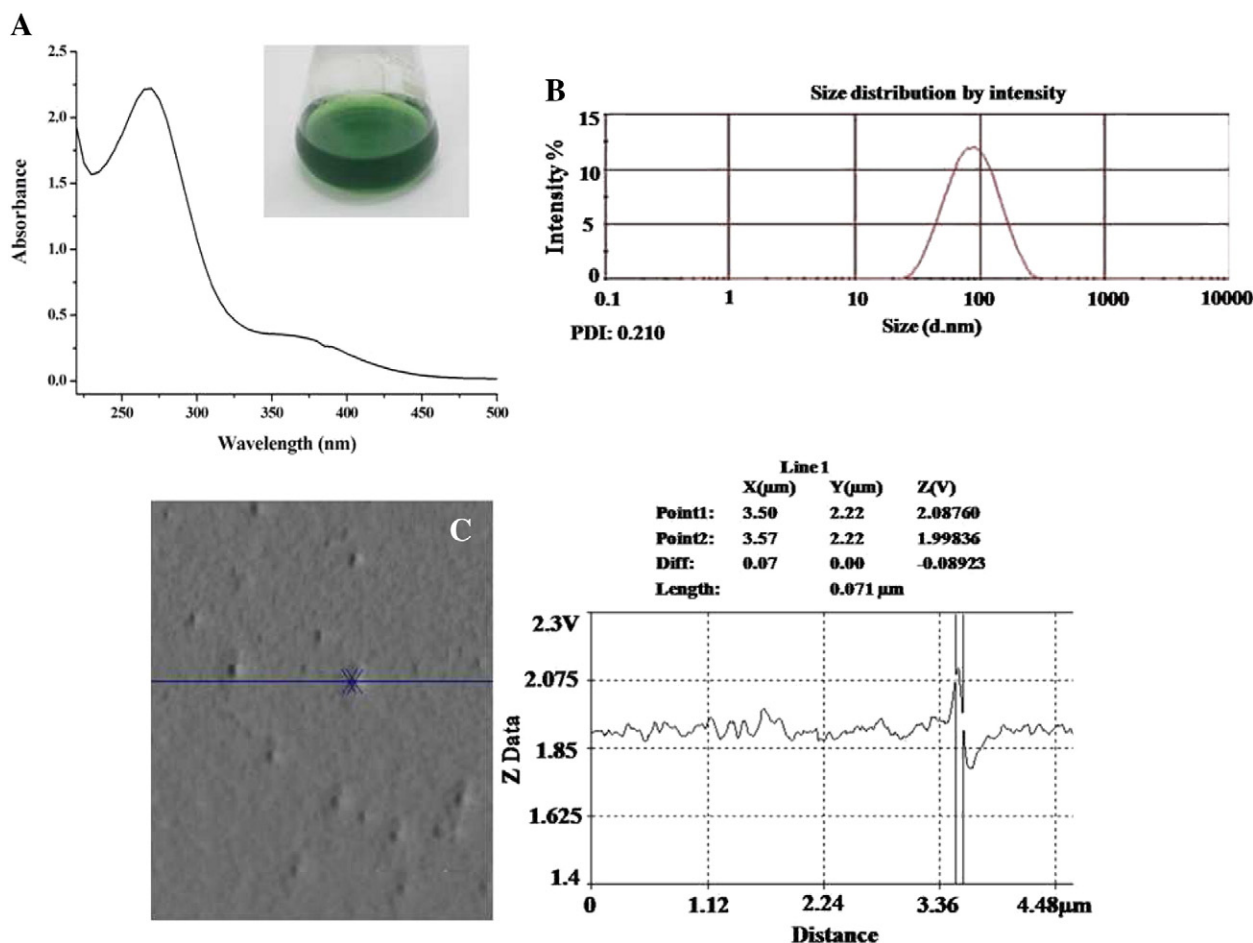 A
2.5
2.0
1.5
1.0
0.5
0.0
Absorbance
250 300 350 400 450 500
Wavelength (nm)
B
Size distribution by intensity
15
10
5
0
Intensity %
0.1 1 10 100 1000 10000
Size (d.nm)
PDI: 0.210
C
Line1
X(µm) Y(µm) Z(V)
Point1: 3.50 2.22 2.08760
Point2: 3.57 2.22 1.99836
Diff: 0.07 0.00 -0.08923
Length: 0.071 µm
2.3V
2.075
1.85
1.625
1.4
Z Data
0 1.12 2.24 3.36 4.48µm
Distance